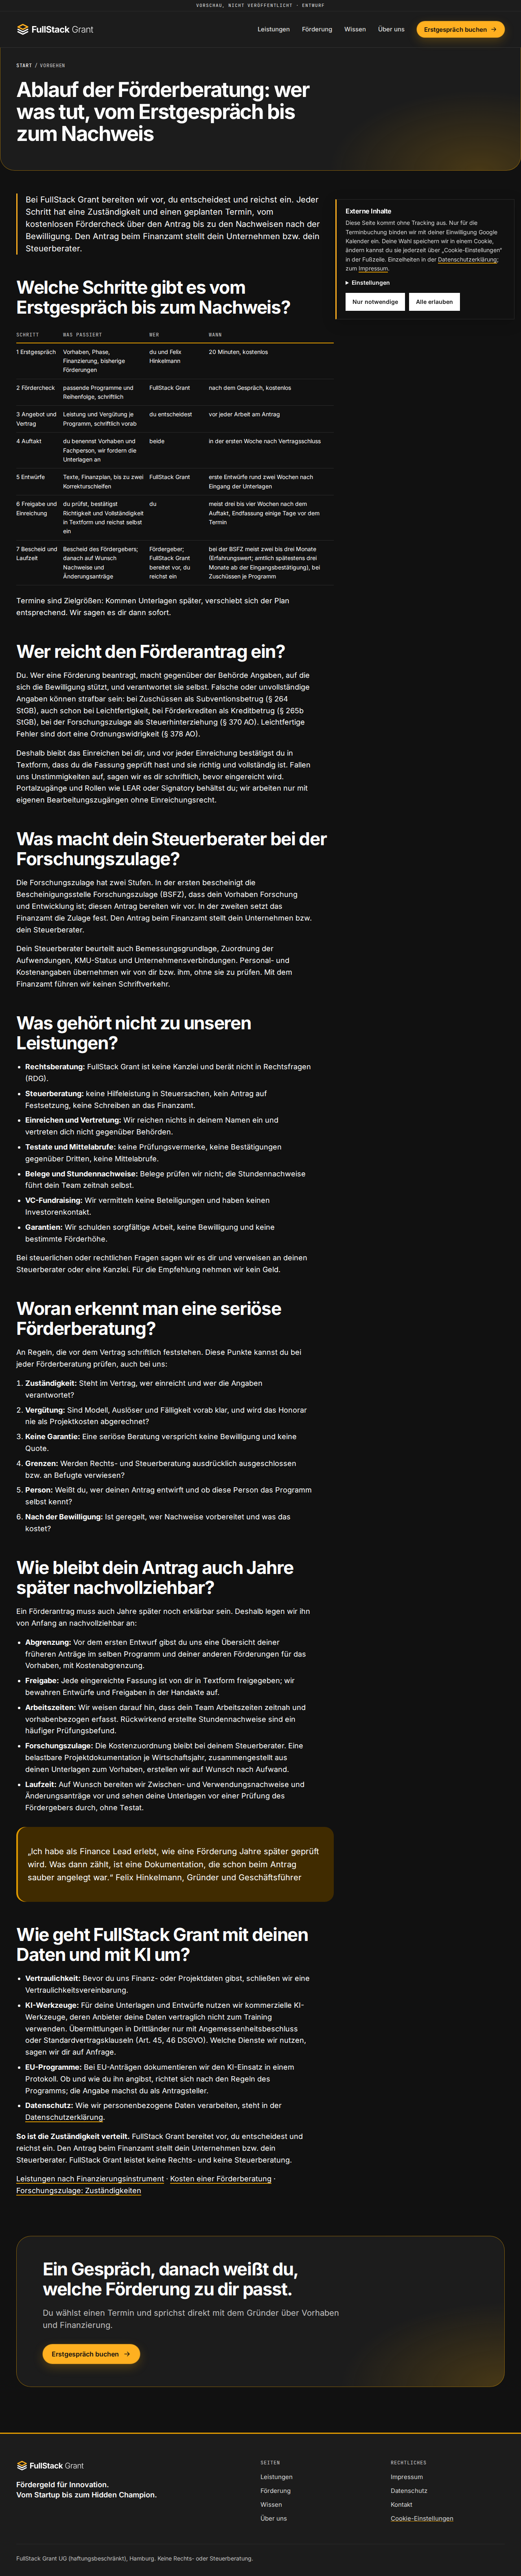 VORSCHAU, NICHT VERÖFFENTLICHT · ENTWURF
FullStack Grant
Leistungen
Förderung
Wissen
Über uns
Erstgespräch buchen →
START / VORGEHEN
Ablauf der Förderberatung: wer
was tut, vom Erstgespräch bis
zum Nachweis
Bei FullStack Grant bereiten wir vor, du entscheidest und reichst ein. Jeder
Schritt hat eine Zuständigkeit und einen geplanten Termin, vom
kostenlosen Fördercheck über den Antrag bis zu den Nachweisen nach der
Bewilligung. Den Antrag beim Finanzamt stellt dein Unternehmen bzw. dein
Steuerberater.
Externe Inhalte
Diese Seite kommt ohne Tracking aus. Nur für die
Terminbuchung binden wir mit deiner Einwilligung Google
Kalender ein. Deine Wahl speichern wir in einem Cookie,
ändern kannst du sie jederzeit über „Cookie-Einstellungen“
in der Fußzeile. Einzelheiten in der Datenschutzerklärung;
zum Impressum.
Einstellungen
Nur notwendige
Alle erlauben
Welche Schritte gibt es vom
Erstgespräch bis zum Nachweis?
SCHRITT WAS PASSIERT WER WANN
1 Erstgespräch
Vorhaben, Phase,
Finanzierung, bisherige
Förderungen
du und Felix
Hinkelmann
20 Minuten, kostenlos
2 Fördercheck
passende Programme und
Reihenfolge, schriftlich
FullStack Grant
nach dem Gespräch, kostenlos
3 Angebot und
Vertrag
Leistung und Vergütung je
Programm, schriftlich vorab
du entscheidest
vor jeder Arbeit am Antrag
4 Auftakt
du benennst Vorhaben und
Fachperson, wir fordern die
Unterlagen an
beide
in der ersten Woche nach Vertragsschluss
5 Entwürfe
Texte, Finanzplan, bis zu zwei
Korrekturschleifen
FullStack Grant
erste Entwürfe rund zwei Wochen nach
Eingang der Unterlagen
6 Freigabe und
Einreichung
du prüfst, bestätigst
Richtigkeit und Vollständigkeit
in Textform und reichst selbst
ein
du
meist drei bis vier Wochen nach dem
Auftakt, Endfassung einige Tage vor dem
Termin
7 Bescheid und
Laufzeit
Bescheid des Fördergebers;
danach auf Wunsch
Nachweise und
Änderungsanträge
Fördergeber;
FullStack Grant
bereitet vor, du
reichst ein
bei der BSFZ meist zwei bis drei Monate
(Erfahrungswert; amtlich spätestens drei
Monate ab der Eingangsbestätigung), bei
Zuschüssen je Programm
Termine sind Zielgrößen: Kommen Unterlagen später, verschiebt sich der Plan
entsprechend. Wir sagen es dir dann sofort.
Wer reicht den Förderantrag ein?
Du. Wer eine Förderung beantragt, macht gegenüber der Behörde Angaben, auf die
sich die Bewilligung stützt, und verantwortet sie selbst. Falsche oder unvollständige
Angaben können strafbar sein: bei Zuschüssen als Subventionsbetrug (§ 264
StGB), auch schon bei Leichtfertigkeit, bei Förderkrediten als Kreditbetrug (§ 265b
StGB), bei der Forschungszulage als Steuerhinterziehung (§ 370 AO). Leichtfertige
Fehler sind dort eine Ordnungswidrigkeit (§ 378 AO).
Deshalb bleibt das Einreichen bei dir, und vor jeder Einreichung bestätigst du in
Textform, dass du die Fassung geprüft hast und sie richtig und vollständig ist. Fallen
uns Unstimmigkeiten auf, sagen wir es dir schriftlich, bevor eingereicht wird.
Portalzugänge und Rollen wie LEAR oder Signatory behältst du; wir arbeiten nur mit
eigenen Bearbeitungszugängen ohne Einreichungsrecht.
Was macht dein Steuerberater bei der
Forschungszulage?
Die Forschungszulage hat zwei Stufen. In der ersten bescheinigt die
Bescheinigungsstelle Forschungszulage (BSFZ), dass dein Vorhaben Forschung
und Entwicklung ist; diesen Antrag bereiten wir vor. In der zweiten setzt das
Finanzamt die Zulage fest. Den Antrag beim Finanzamt stellt dein Unternehmen bzw.
dein Steuerberater.
Dein Steuerberater beurteilt auch Bemessungsgrundlage, Zuordnung der
Aufwendungen, KMU-Status und Unternehmensverbindungen. Personal- und
Kostenangaben übernehmen wir von dir bzw. ihm, ohne sie zu prüfen. Mit dem
Finanzamt führen wir keinen Schriftverkehr.
Was gehört nicht zu unseren
Leistungen?
• Rechtsberatung: FullStack Grant ist keine Kanzlei und berät nicht in Rechtsfragen
(RDG).
• Steuerberatung: keine Hilfeleistung in Steuersachen, kein Antrag auf
Festsetzung, keine Schreiben an das Finanzamt.
• Einreichen und Vertretung: Wir reichen nichts in deinem Namen ein und
vertreten dich nicht gegenüber Behörden.
• Testate und Mittelabrufe: keine Prüfungsvermerke, keine Bestätigungen
gegenüber Dritten, keine Mittelabrufe.
• Belege und Stundennachweise: Belege prüfen wir nicht; die Stundennachweise
führt dein Team zeitnah selbst.
• VC-Fundraising: Wir vermitteln keine Beteiligungen und haben keinen
Investorenkontakt.
• Garantien: Wir schulden sorgfältige Arbeit, keine Bewilligung und keine
bestimmte Förderhöhe.
Bei steuerlichen oder rechtlichen Fragen sagen wir es dir und verweisen an deinen
Steuerberater oder eine Kanzlei. Für die Empfehlung nehmen wir kein Geld.
Woran erkennt man eine seriöse
Förderberatung?
An Regeln, die vor dem Vertrag schriftlich feststehen. Diese Punkte kannst du bei
jeder Förderberatung prüfen, auch bei uns:
1. Zuständigkeit: Steht im Vertrag, wer einreicht und wer die Angaben
verantwortet?
2. Vergütung: Sind Modell, Auslöser und Fälligkeit vorab klar, und wird das Honorar
nie als Projektkosten abgerechnet?
3. Keine Garantie: Eine seriöse Beratung verspricht keine Bewilligung und keine
Quote.
4. Grenzen: Werden Rechts- und Steuerberatung ausdrücklich ausgeschlossen
bzw. an Befugte verwiesen?
5. Person: Weißt du, wer deinen Antrag entwirft und ob diese Person das Programm
selbst kennt?
6. Nach der Bewilligung: Ist geregelt, wer Nachweise vorbereitet und was das
kostet?
Wie bleibt dein Antrag auch Jahre
später nachvollziehbar?
Ein Förderantrag muss auch Jahre später noch erklärbar sein. Deshalb legen wir ihn
von Anfang an nachvollziehbar an:
• Abgrenzung: Vor dem ersten Entwurf gibst du uns eine Übersicht deiner
früheren Anträge im selben Programm und deiner anderen Förderungen für das
Vorhaben, mit Kostenabgrenzung.
• Freigabe: Jede eingereichte Fassung ist von dir in Textform freigegeben; wir
bewahren Entwürfe und Freigaben in der Handakte auf.
• Arbeitszeiten: Wir weisen darauf hin, dass dein Team Arbeitszeiten zeitnah und
vorhabenbezogen erfasst. Rückwirkend erstellte Stundennachweise sind ein
häufiger Prüfungsbefund.
• Forschungszulage: Die Kostenzuordnung bleibt bei deinem Steuerberater. Eine
belastbare Projektdokumentation je Wirtschaftsjahr, zusammengestellt aus
deinen Unterlagen zum Vorhaben, erstellen wir auf Wunsch nach Aufwand.
• Laufzeit: Auf Wunsch bereiten wir Zwischen- und Verwendungsnachweise und
Änderungsanträge vor und sehen deine Unterlagen vor einer Prüfung des
Fördergebers durch, ohne Testat.
„Ich habe als Finance Lead erlebt, wie eine Förderung Jahre später geprüft
wird. Was dann zählt, ist eine Dokumentation, die schon beim Antrag
sauber angelegt war.“ Felix Hinkelmann, Gründer und Geschäftsführer
Wie geht FullStack Grant mit deinen
Daten und mit KI um?
• Vertraulichkeit: Bevor du uns Finanz- oder Projektdaten gibst, schließen wir eine
Vertraulichkeitsvereinbarung.
• KI-Werkzeuge: Für deine Unterlagen und Entwürfe nutzen wir kommerzielle KI-
Werkzeuge, deren Anbieter deine Daten vertraglich nicht zum Training
verwenden. Übermittlungen in Drittländer nur mit Angemessenheitsbeschluss
oder Standardvertragsklauseln (Art. 45, 46 DSGVO). Welche Dienste wir nutzen,
sagen wir dir auf Anfrage.
• EU-Programme: Bei EU-Anträgen dokumentieren wir den KI-Einsatz in einem
Protokoll. Ob und wie du ihn angibst, richtet sich nach den Regeln des
Programms; die Angabe machst du als Antragsteller.
• Datenschutz: Wie wir personenbezogene Daten verarbeiten, steht in der
Datenschutzerklärung.
So ist die Zuständigkeit verteilt. FullStack Grant bereitet vor, du entscheidest und
reichst ein. Den Antrag beim Finanzamt stellt dein Unternehmen bzw. dein
Steuerberater. FullStack Grant leistet keine Rechts- und keine Steuerberatung.
Leistungen nach Finanzierungsinstrument · Kosten einer Förderberatung ·
Forschungszulage: Zuständigkeiten
Ein Gespräch, danach weißt du,
welche Förderung zu dir passt.
Du wählst einen Termin und sprichst direkt mit dem Gründer über Vorhaben
und Finanzierung.
Erstgespräch buchen →
FullStack Grant
Fördergeld für Innovation.
Vom Startup bis zum Hidden Champion.
SEITEN
Leistungen
Förderung
Wissen
Über uns
RECHTLICHES
Impressum
Datenschutz
Kontakt
Cookie-Einstellungen
FullStack Grant UG (haftungsbeschränkt), Hamburg. Keine Rechts- oder Steuerberatung.